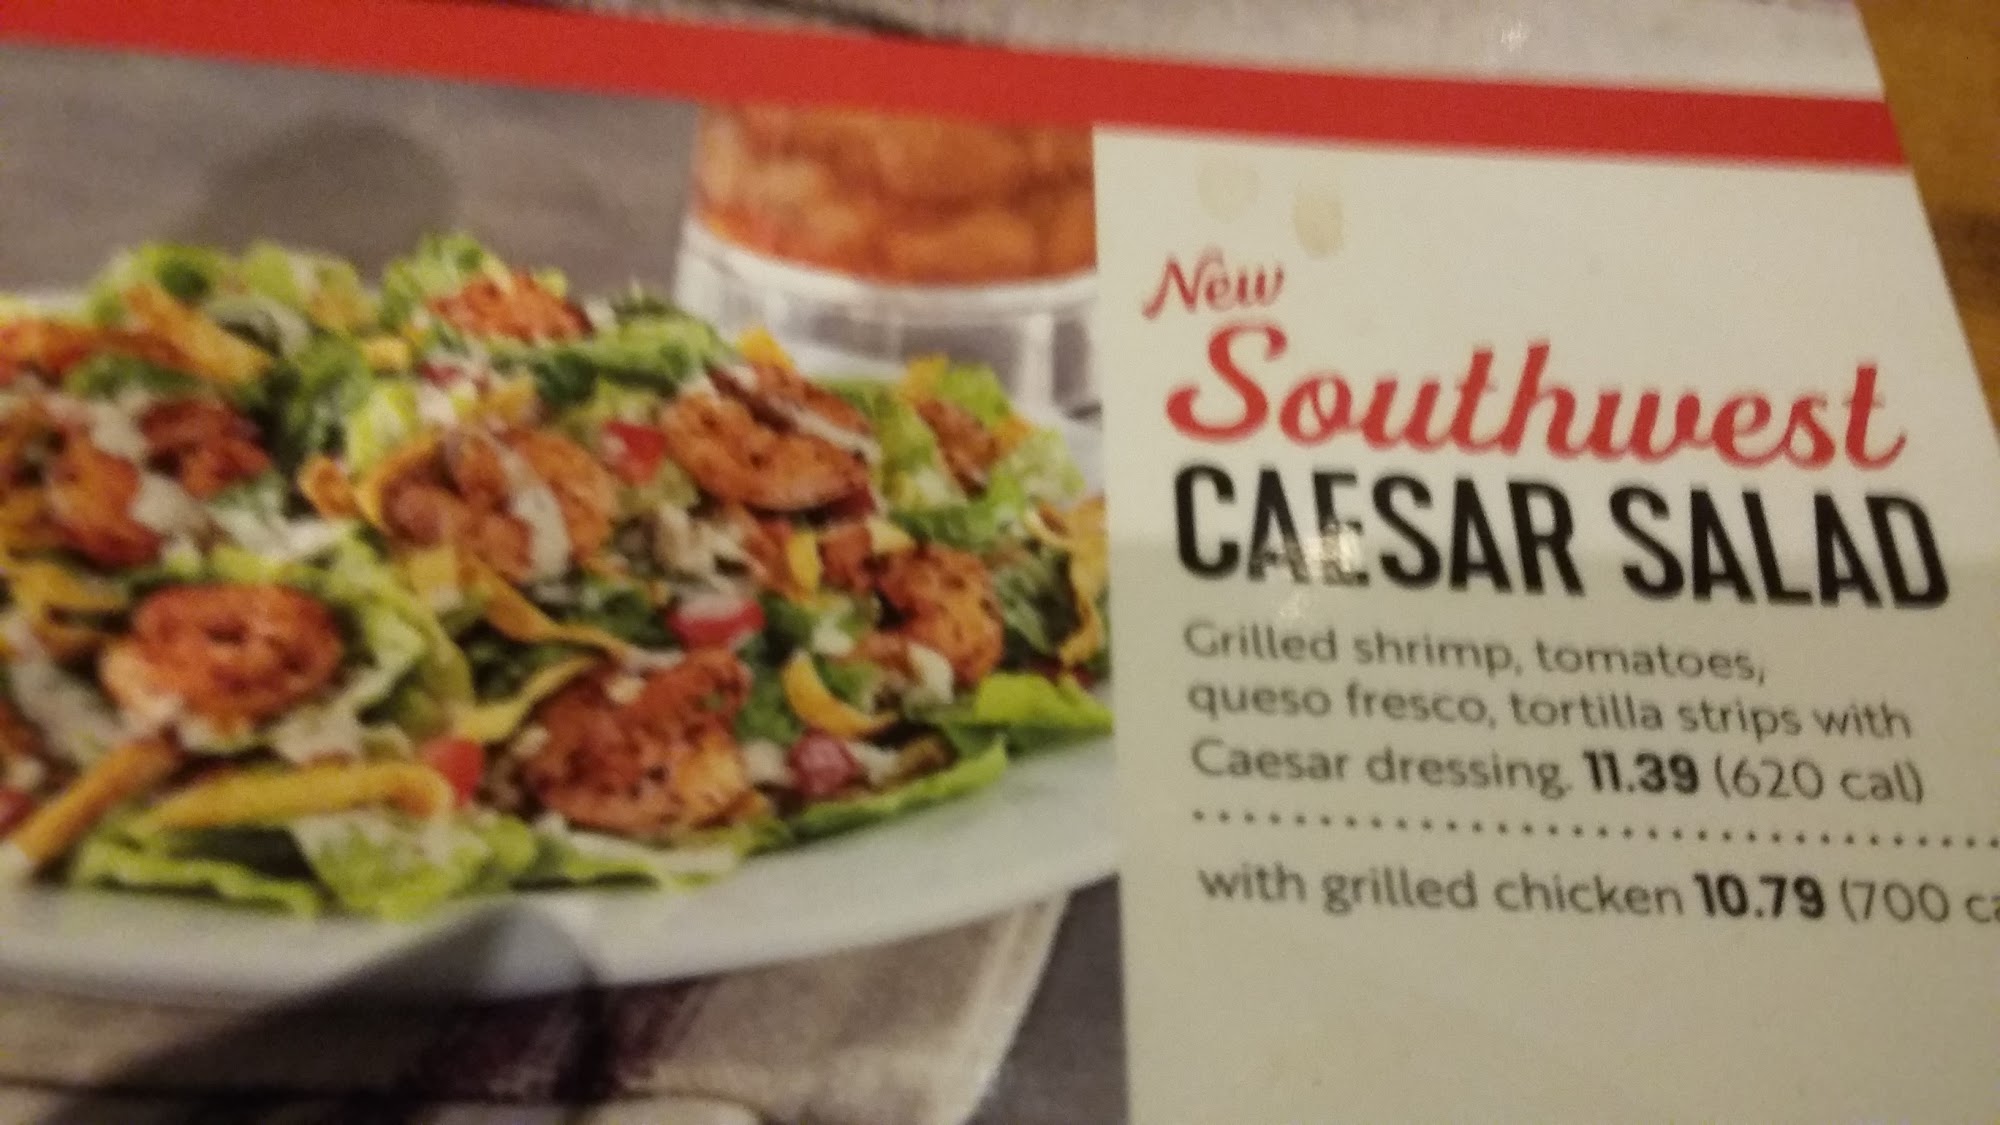 New
Southwest
CAESAR SALAD
Grilled shrimp, tomatoes,
queso fresco, tortilla strips with
Caesar dressing. 11.39 (620 cal)
with grilled chicken 10.79 (700 ca